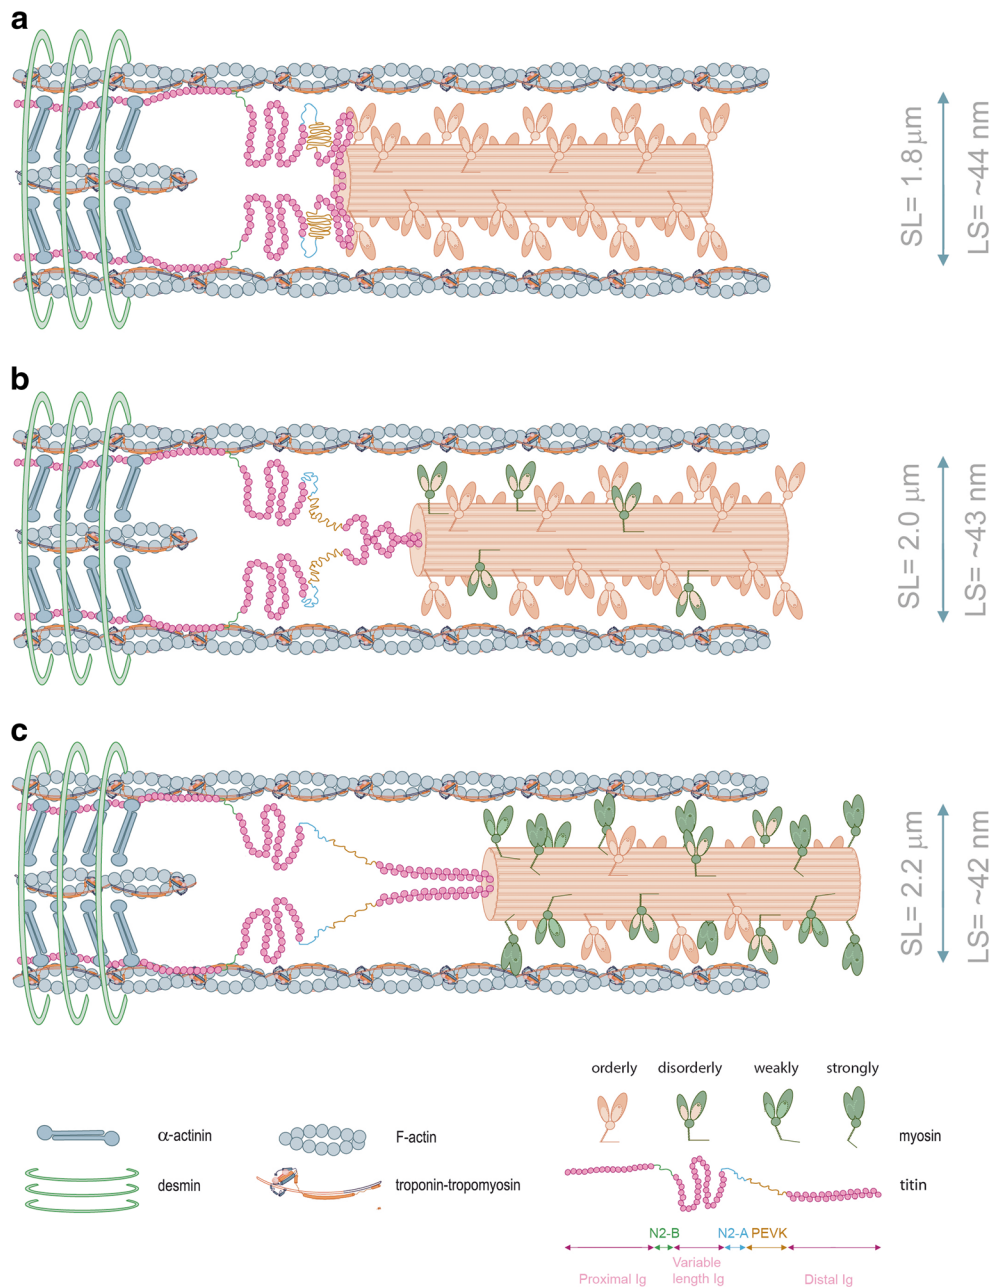 a
SL= 1.8 μm
LS= ~44 nm
b
SL= 2.0 μm
LS= ~43 nm
c
SL= 2.2 μm
LS= ~42 nm
orderly disorderly weakly strongly
α-actinin F-actin myosin
desmin troponin-tropomyosin titin
N2-B N2-A PEVK
Proximal Ig Variable length Ig Distal Ig